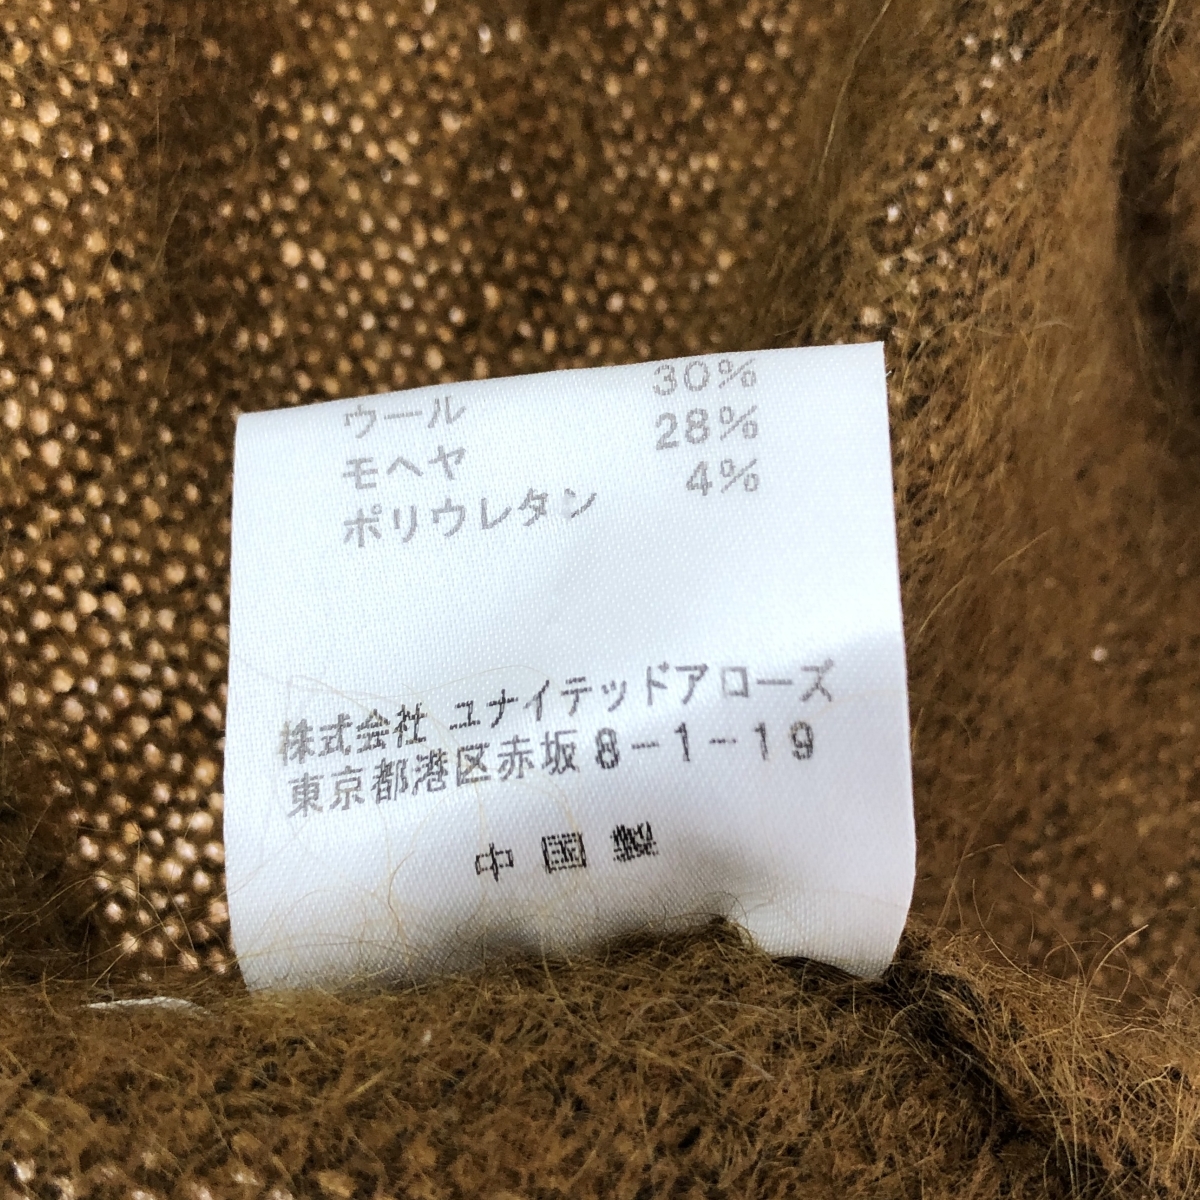 ウール 30%
モヘヤ 28%
ポリウレタン 4%
株式会社 ユナイテッドアローズ
東京都港区赤坂8-1-19
中国製